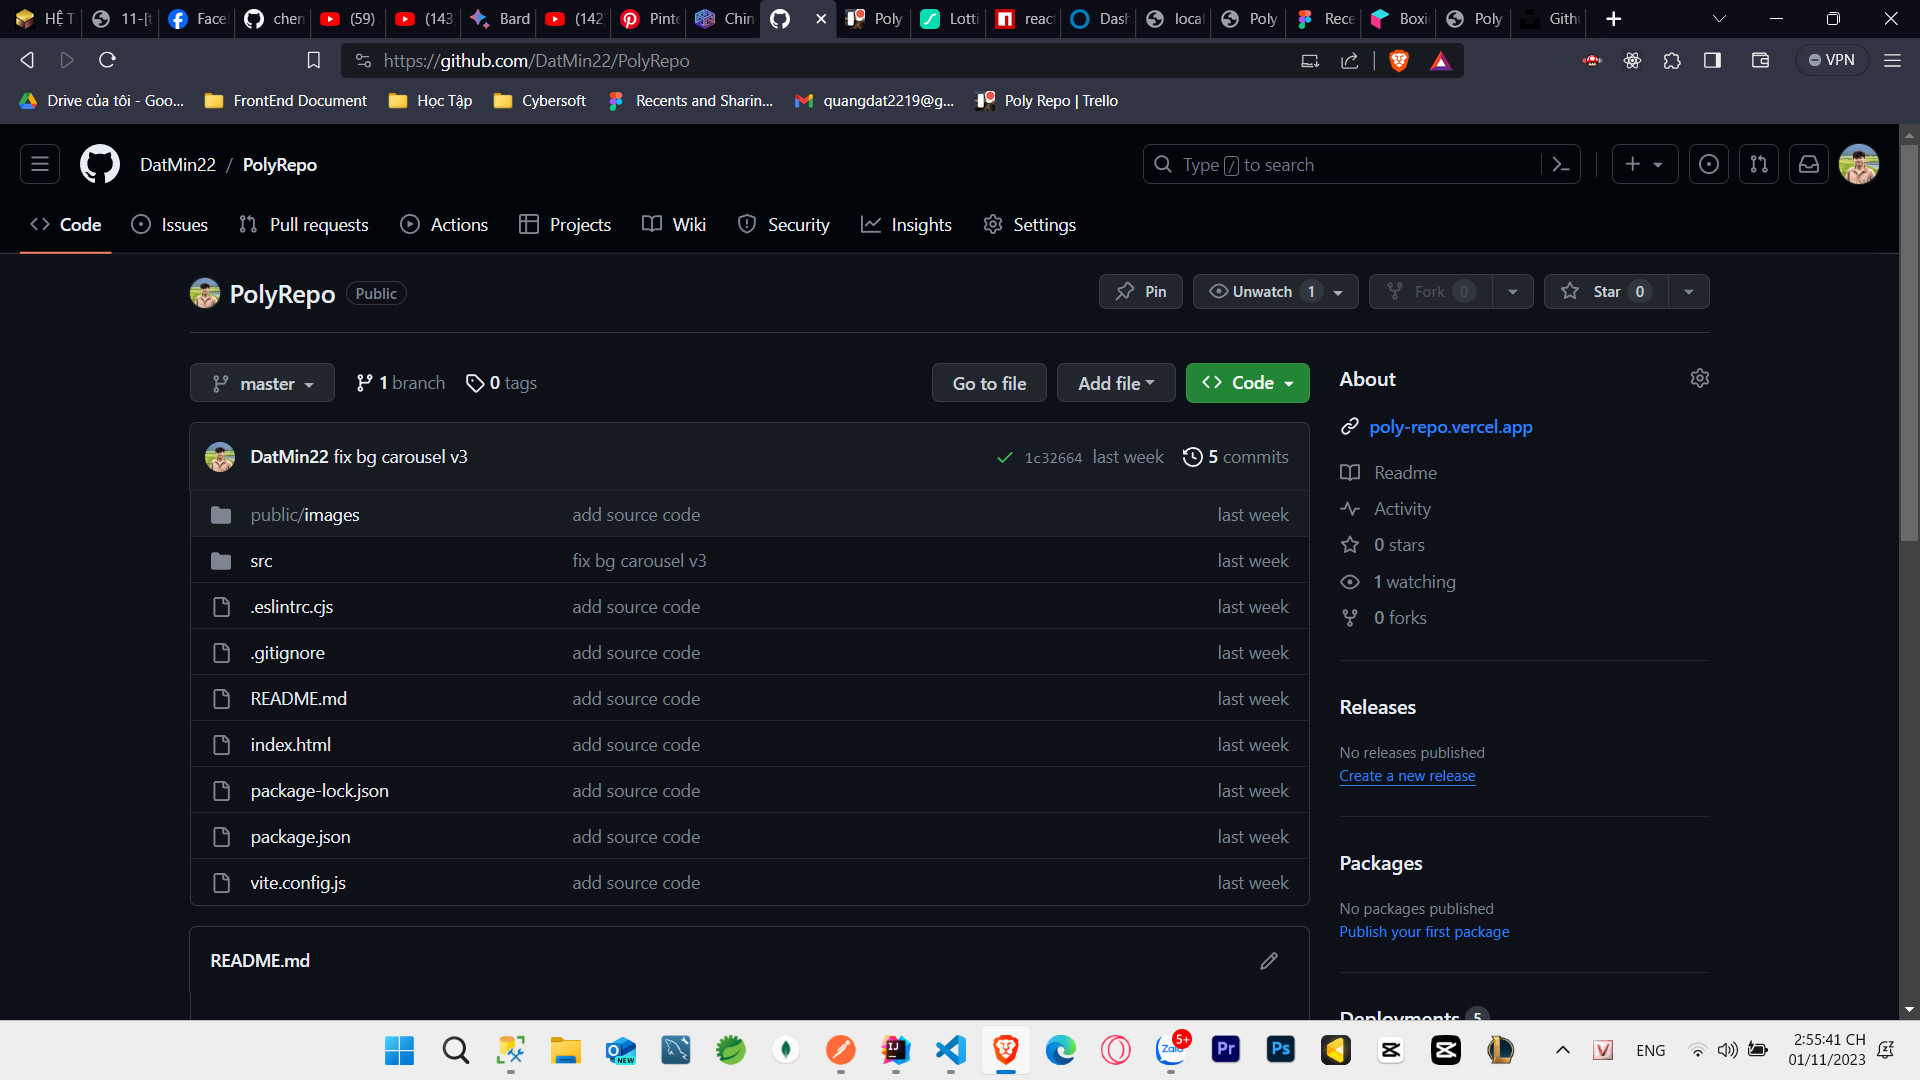 HỆ T
11-[t
Face
chen
(59)
(143
Bard
(142
Pint
Chin
Poly
Lotti
reac
Dash
local
Poly
Rece
Boxi
Poly
Gith
https://github.com/DatMin22/PolyRepo
VPN
Drive của tôi - Goo...
FrontEnd Document
Học Tập
Cybersoft
Recents and Sharin...
quangdat2219@g...
Poly Repo | Trello
DatMin22 / PolyRepo
Type / to search
Code
Issues
Pull requests
Actions
Projects
Wiki
Security
Insights
Settings
PolyRepo Public
Pin
Unwatch 1
Fork 0
Star 0
master
1 branch
0 tags
Go to file
Add file
Code
DatMin22 fix bg carousel v3
1c32664 last week
5 commits
public/images add source code last week
src fix bg carousel v3 last week
.eslintrc.cjs add source code last week
.gitignore add source code last week
README.md add source code last week
index.html add source code last week
package-lock.json add source code last week
package.json add source code last week
vite.config.js add source code last week
README.md
About
poly-repo.vercel.app
Readme
Activity
0 stars
1 watching
0 forks
Releases
No releases published
Create a new release
Packages
No packages published
Publish your first package
Deployments 5
NEW
IJ
Zalo
5+
Pr
Ps
V
ENG
2:55:41 CH
01/11/2023